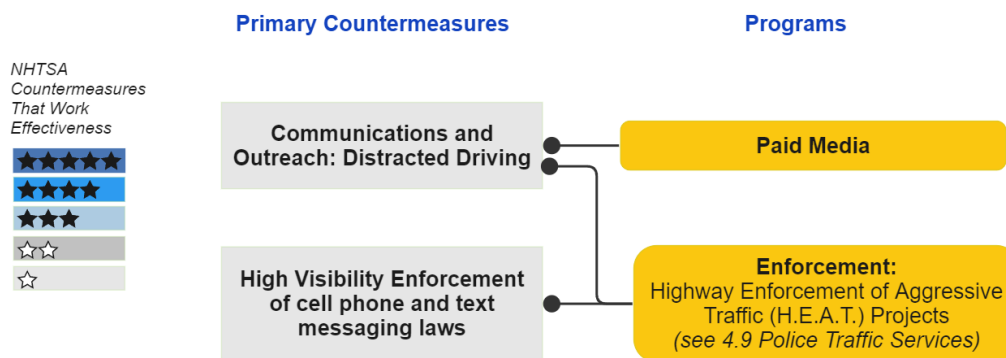 Primary Countermeasures
Programs
NHTSA
Countermeasures
That Work
Effectiveness
Communications and
Outreach: Distracted Driving
Paid Media
High Visibility Enforcement
of cell phone and text
messaging laws
Enforcement:
Highway Enforcement of Aggressive
Traffic (H.E.A.T.) Projects
(see 4.9 Police Traffic Services)